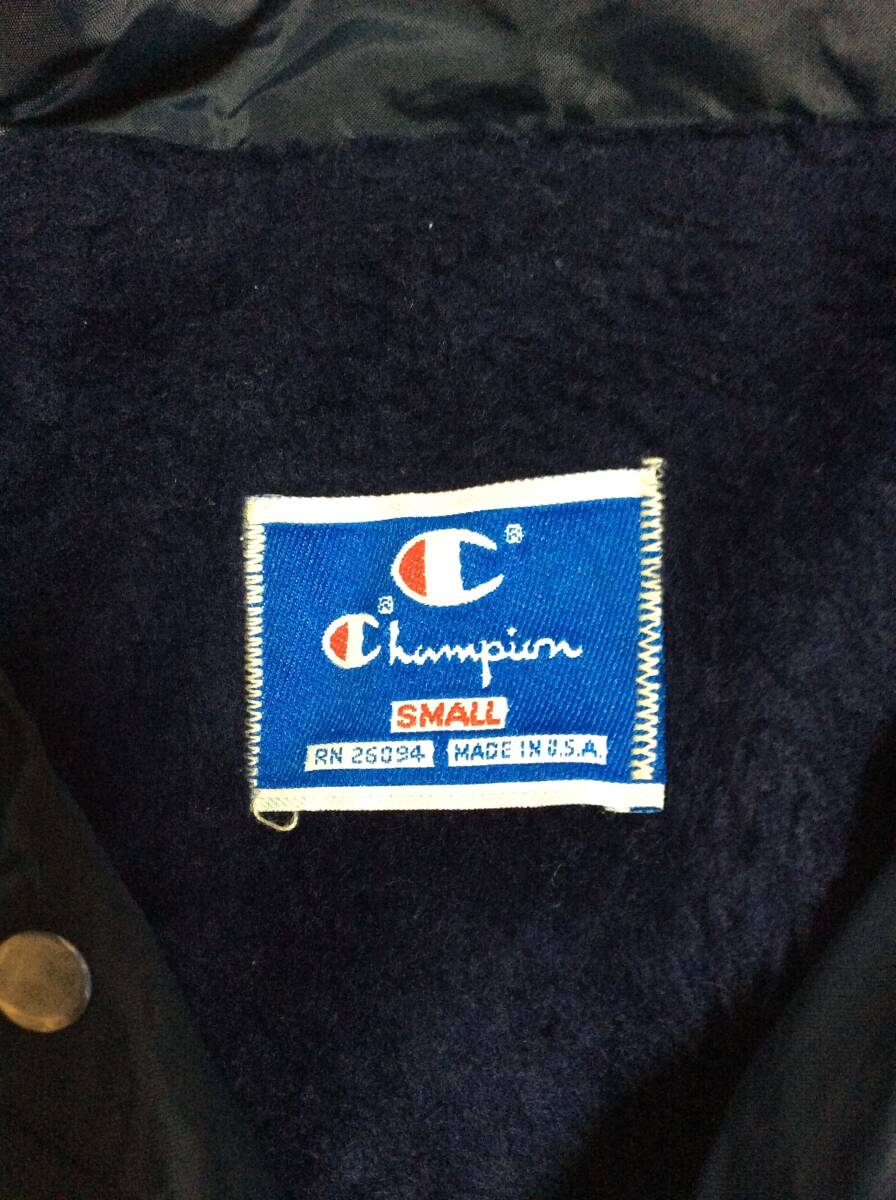 C®
®
Champion
SMALL
RN 26094 MADE IN U.S.A.